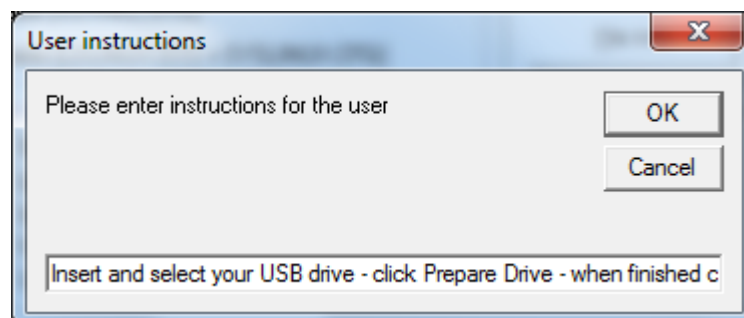 User instructions
Please enter instructions for the user
OK
Cancel
Insert and select your USB drive - click Prepare Drive - when finished c